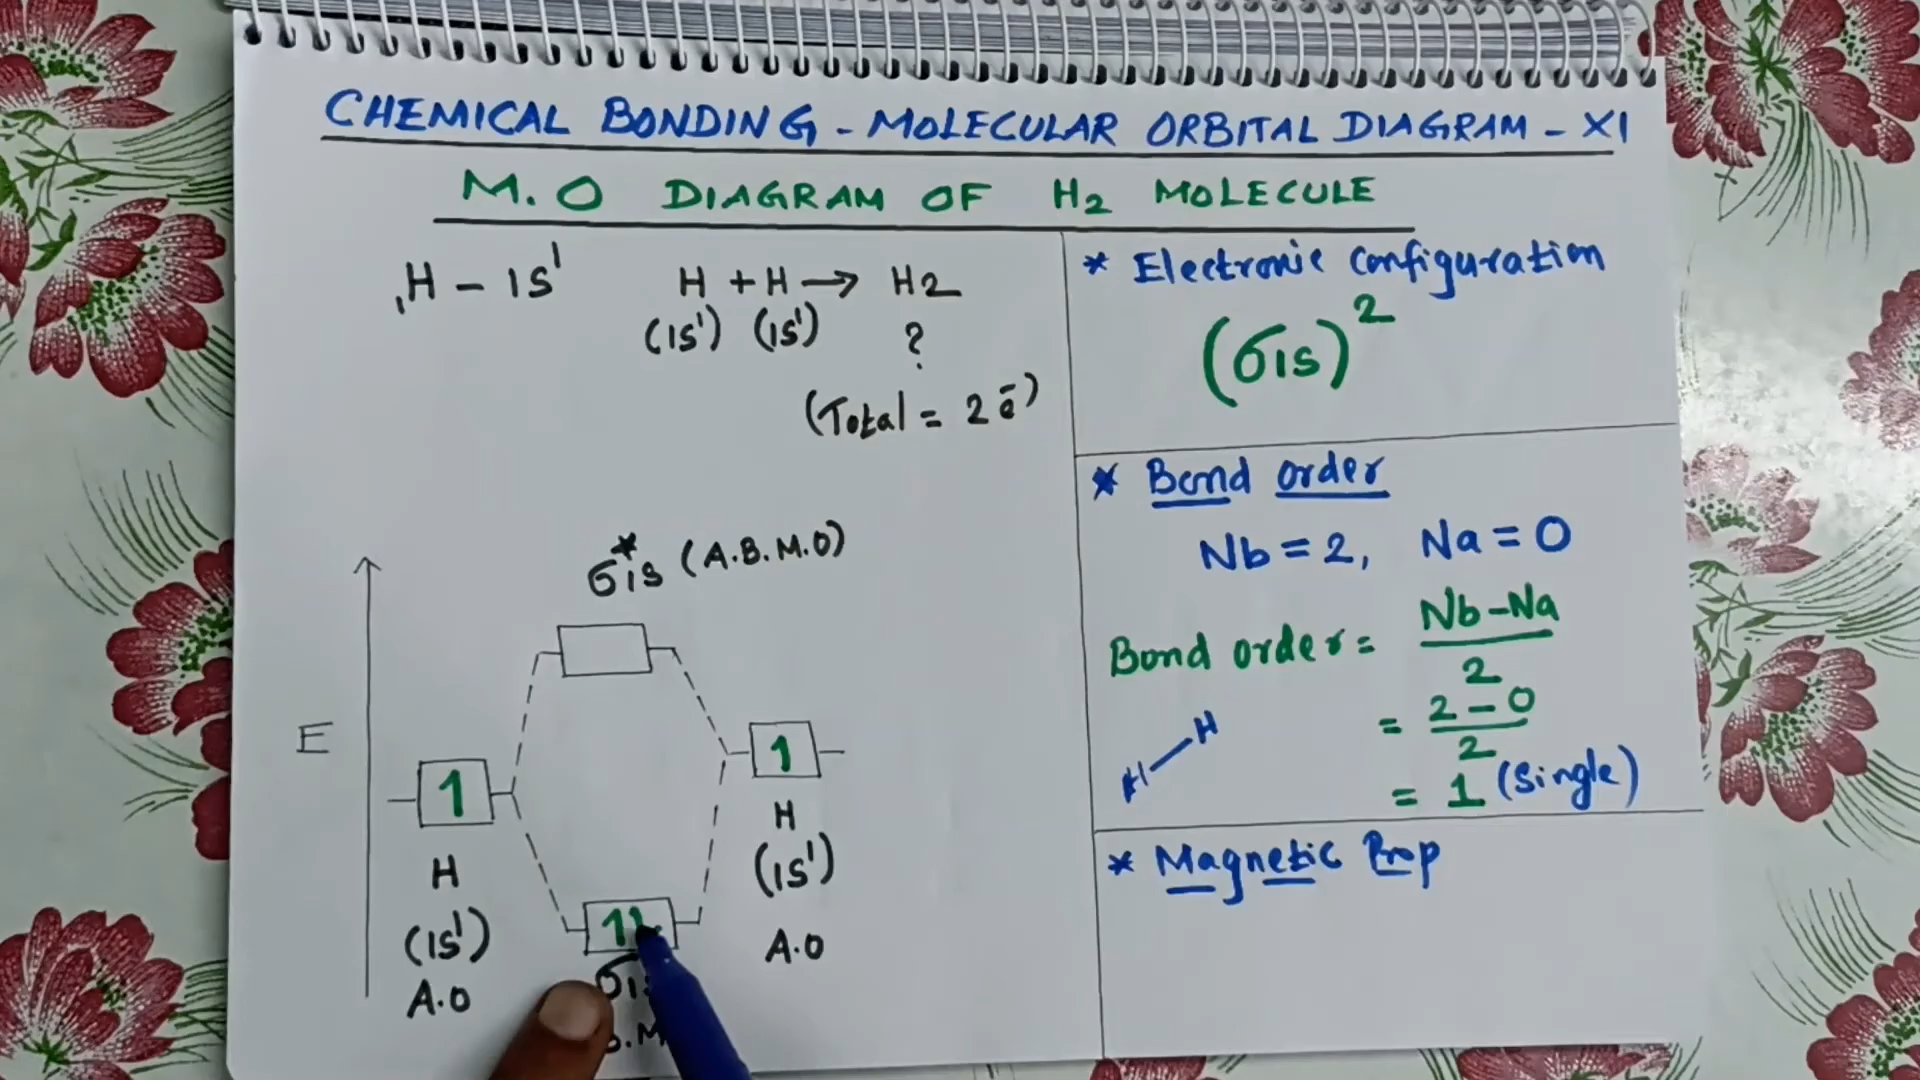 CHEMICAL BONDING - MOLECULAR ORBITAL DIAGRAM - XI
M.O DIAGRAM OF H2 MOLECULE
₁H - 1S¹
H + H → H2
(1S¹) (1S¹) ?
(Total = 2ē)
σ*1s (A.B.M.O)
E
1
H
(1S¹)
A.O
1
H
(1S¹)
A.O
1L
* Electronic configuration
(σ1s)²
* Bond order
Nb = 2, Na = 0
Bond order = Nb-Na
2
= 2-0
2
= 1 (Single)
H-H
* Magnetic Prop